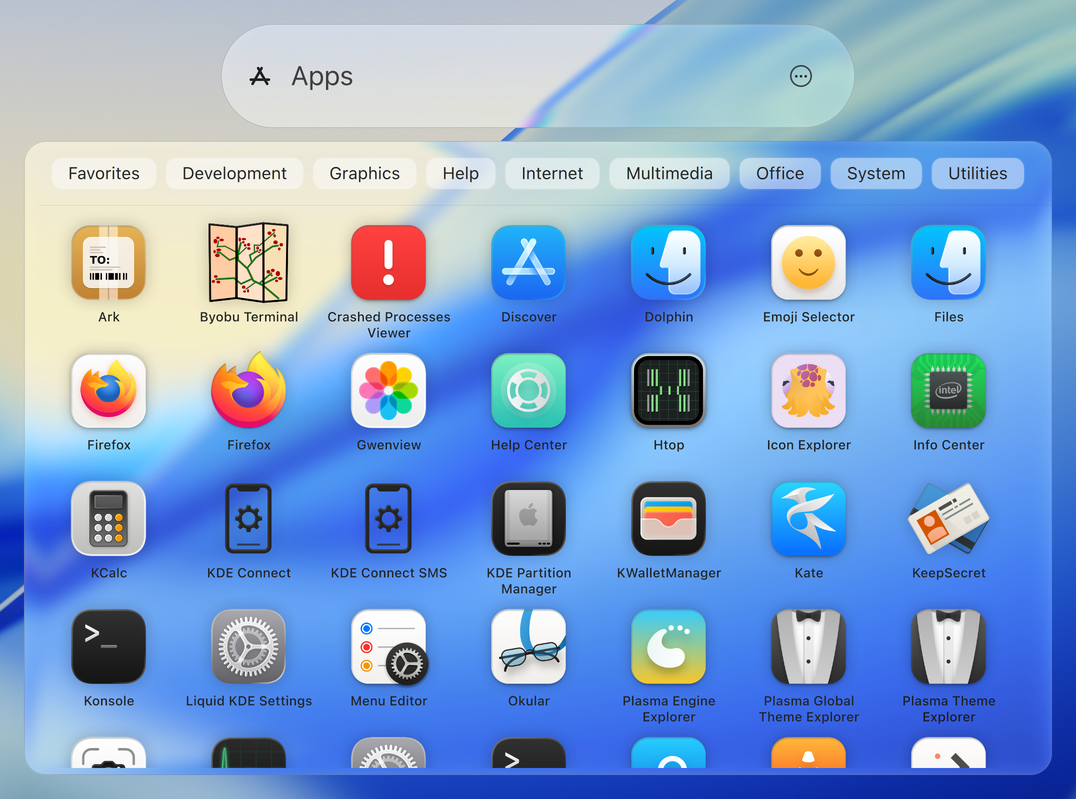 Apps
Favorites
Development
Graphics
Help
Internet
Multimedia
Office
System
Utilities
TO:
Ark
Byobu Terminal
Crashed Processes
Viewer
Discover
Dolphin
Emoji Selector
Files
Firefox
Firefox
Gwenview
Help Center
Htop
Icon Explorer
intel
Info Center
KCalc
KDE Connect
KDE Connect SMS
KDE Partition
Manager
KWalletManager
Kate
KeepSecret
>_
Konsole
Liquid KDE Settings
Menu Editor
Okular
Plasma Engine
Explorer
Plasma Global
Theme Explorer
Plasma Theme
Explorer